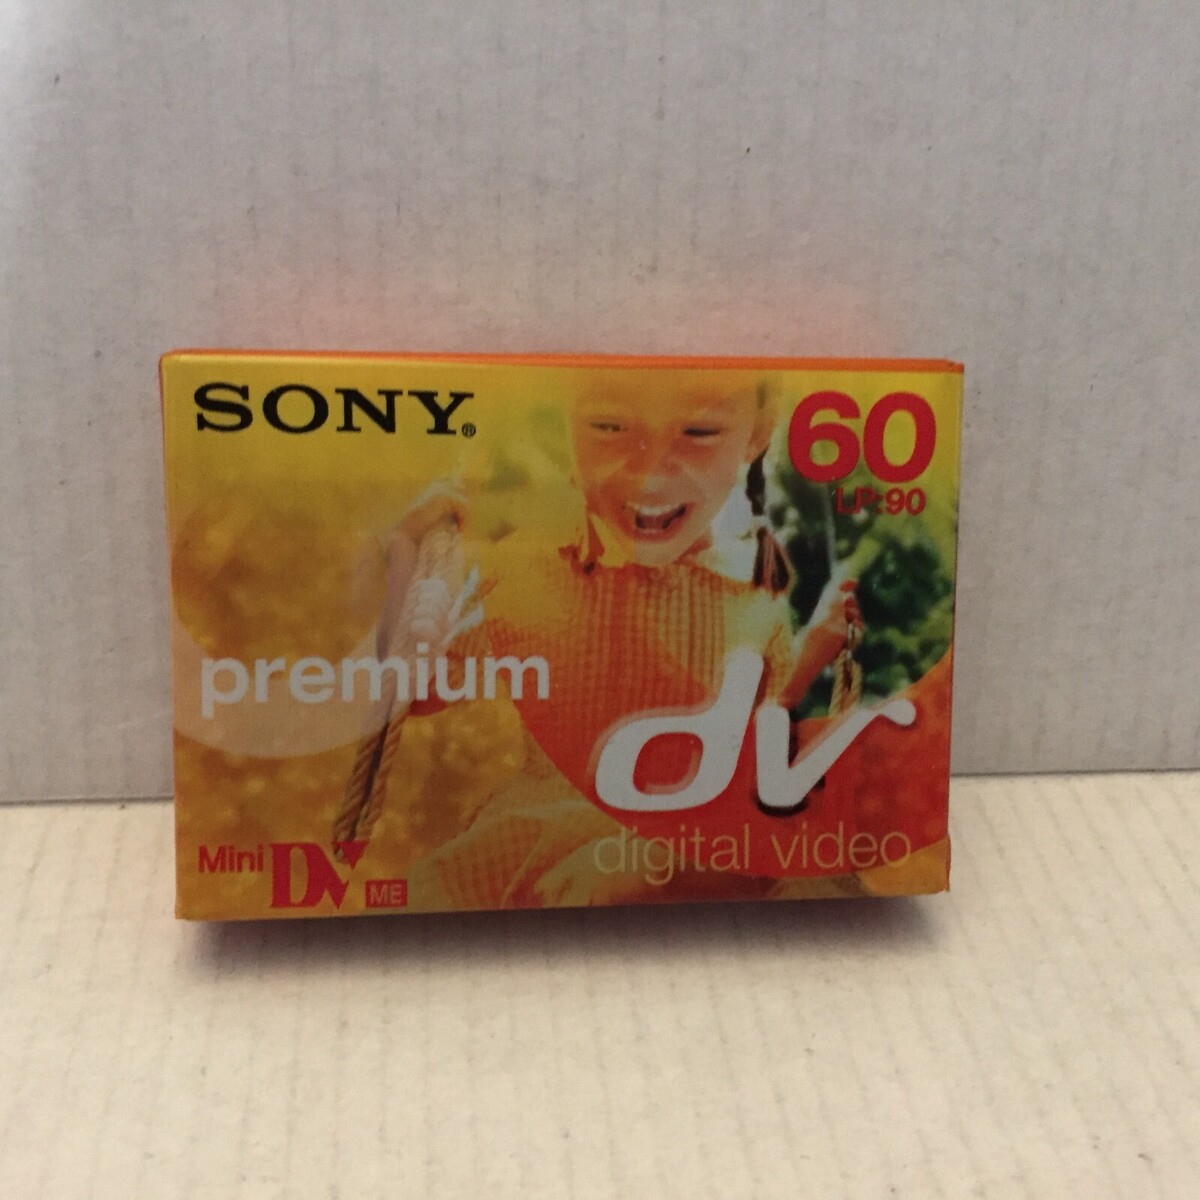 SONY®
60
LP:90
premium
dv
digital video
Mini DV ME